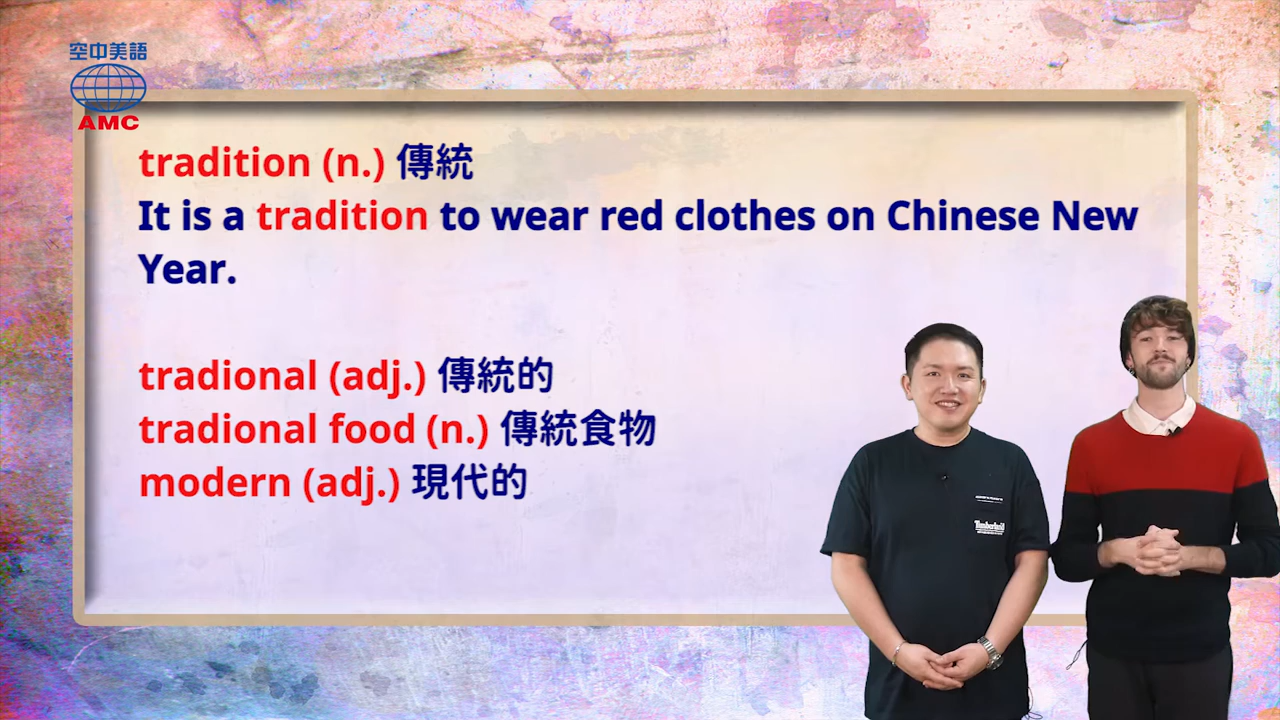 空中美語
AMC
tradition (n.) 傳統
It is a tradition to wear red clothes on Chinese New
Year.
tradional (adj.) 傳統的
tradional food (n.) 傳統食物
modern (adj.) 現代的
Timberland